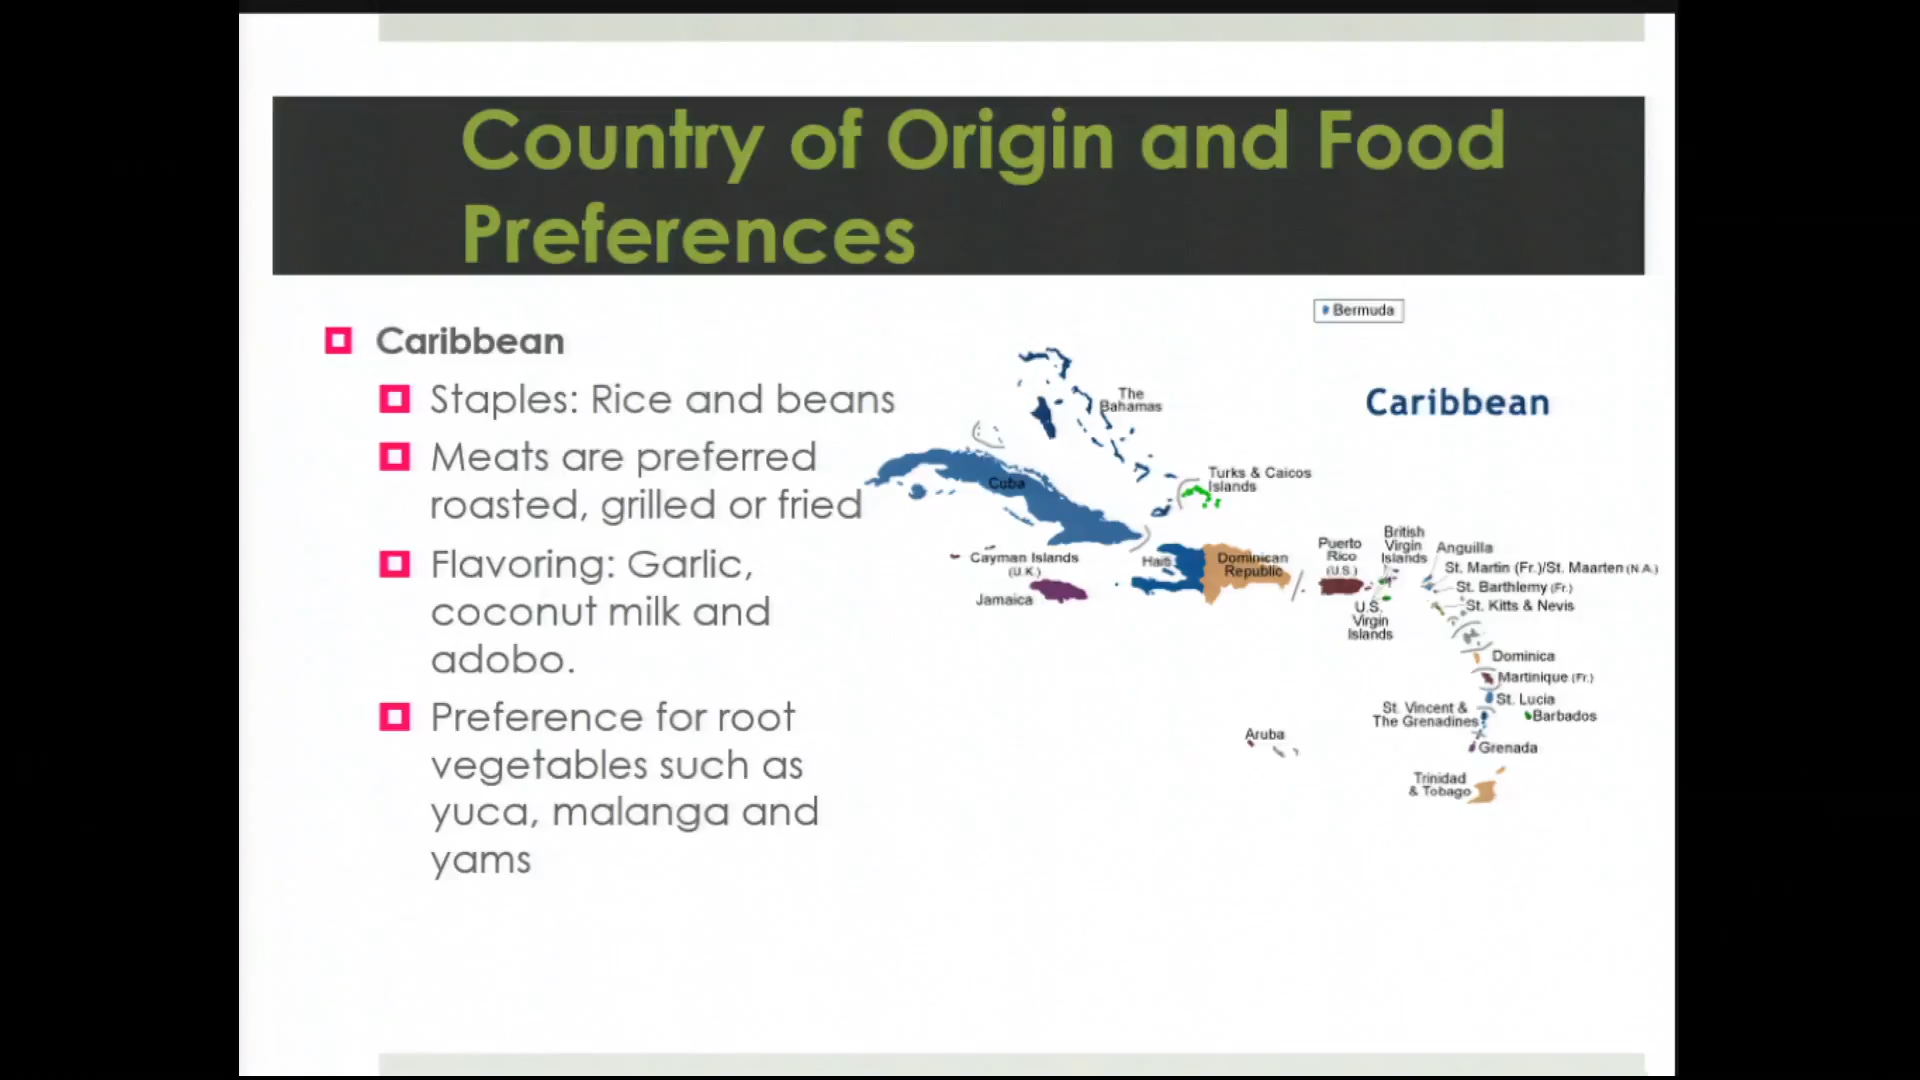 Country of Origin and Food
Preferences
Caribbean
Staples: Rice and beans
Meats are preferred
roasted, grilled or fried
Flavoring: Garlic,
coconut milk and
adobo.
Preference for root
vegetables such as
yuca, malanga and
yams
Bermuda
Caribbean
The
Bahamas
Turks & Caicos
Islands
Cuba
Cayman Islands
(U.K.)
Jamaica
Haiti
Dominican
Republic
Puerto
Rico
(U.S.)
British
Virgin
Islands
U.S.
Virgin
Islands
Anguilla
St. Martin (Fr.)/St. Maarten (N.A.)
St. Barthlemy (Fr.)
St. Kitts & Nevis
Dominica
Martinique (Fr.)
St. Lucia
Barbados
St. Vincent &
The Grenadines
Grenada
Aruba
Trinidad
& Tobago